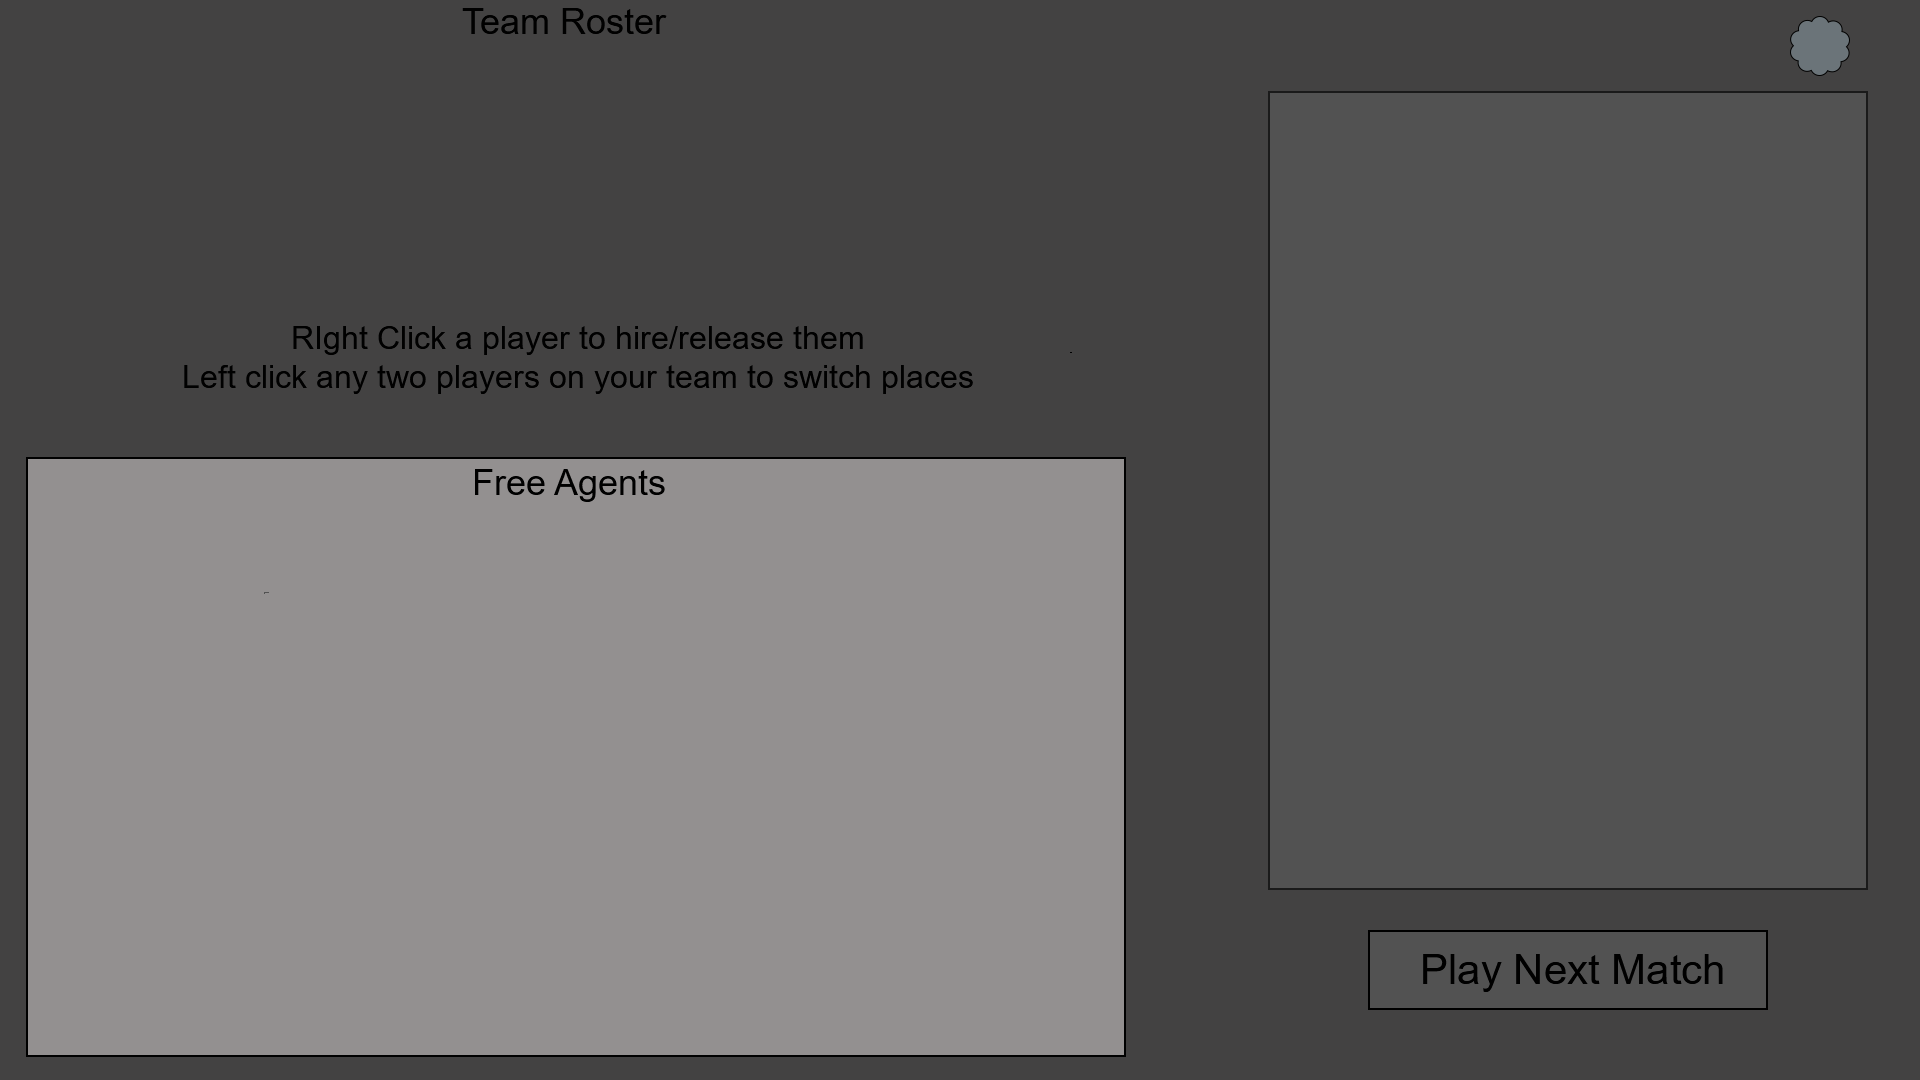 Team Roster
RIght Click a player to hire/release them
Left click any two players on your team to switch places
Free Agents
Play Next Match